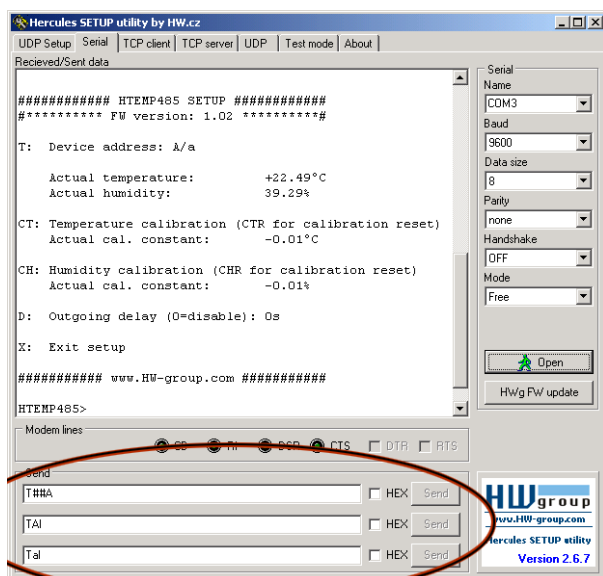 Hercules SETUP utility by HW.cz
UDP Setup Serial TCP client TCP server UDP Test mode About
Recieved/Sent data
############ HTEMP485 SETUP ############
#********** FW version: 1.02 **********#
T: Device address: A/a
Actual temperature: +22.49°C
Actual humidity: 39.29%
CT: Temperature calibration (CTR for calibration reset)
Actual cal. constant: -0.01°C
CH: Humidity calibration (CHR for calibration reset)
Actual cal. constant: -0.01%
D: Outgoing delay (0=disable): 0s
X: Exit setup
########### www.HW-group.com ###########
HTEMP485>
Serial
Name
COM3
Baud
9600
Data size
8
Parity
none
Handshake
OFF
Mode
Free
Open
HWg FW update
Modem lines
CD RI DSR CTS DTR RTS
Send
T##A HEX Send
TAI HEX Send
TaI HEX Send
HW group
www.HW-group.com
Hercules SETUP utility
Version 2.6.7